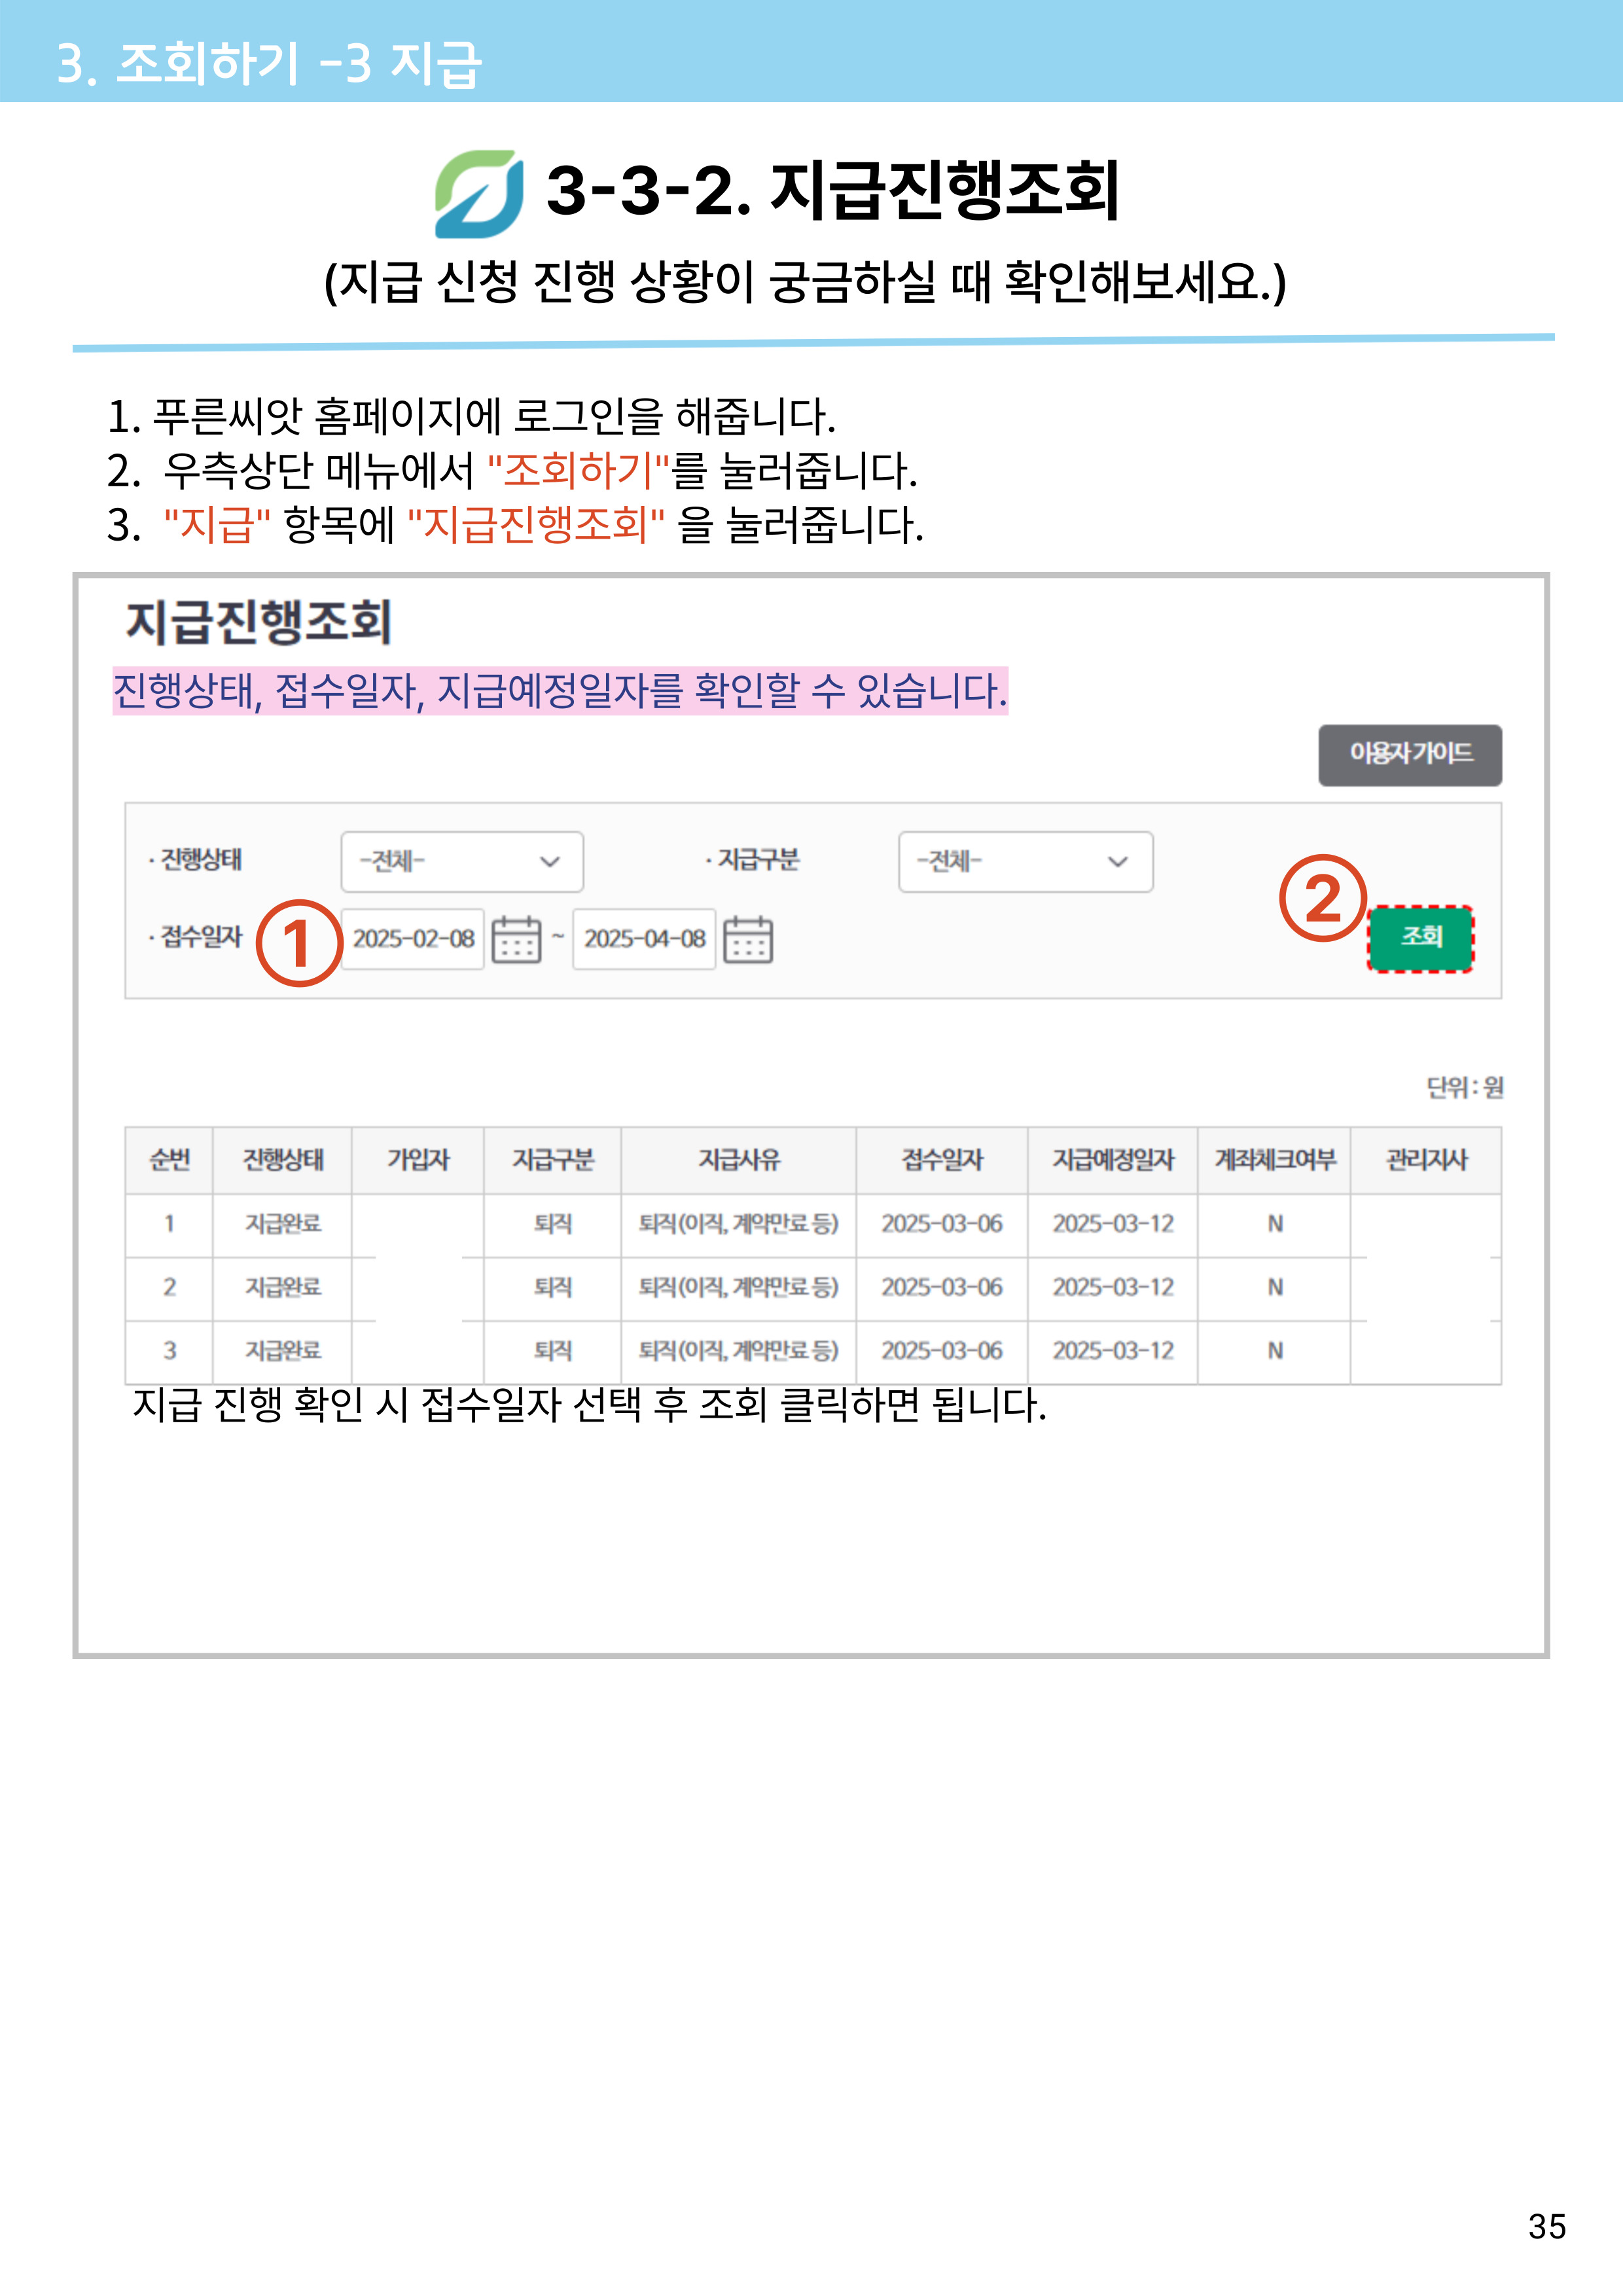 3. 조회하기 -3 지급
3-3-2. 지급진행조회
(지급 신청 진행 상황이 궁금하실 때 확인해보세요.)
1. 푸른씨앗 홈페이지에 로그인을 해줍니다.
2. 우측상단 메뉴에서 "조회하기"를 눌러줍니다.
3. "지급" 항목에 "지급진행조회" 을 눌러줍니다.
지급진행조회
진행상태, 접수일자, 지급예정일자를 확인할 수 있습니다.
이용자 가이드
· 진행상태 -전체- · 지급구분 -전체-
· 접수일자 1 2025-02-08 ~ 2025-04-08 2 조회
단위 : 원
순번 진행상태 가입자 지급구분 지급사유 접수일자 지급예정일자 계좌체크여부 관리지사
1 지급완료 퇴직 퇴직(이직, 계약만료 등) 2025-03-06 2025-03-12 N
2 지급완료 퇴직 퇴직(이직, 계약만료 등) 2025-03-06 2025-03-12 N
3 지급완료 퇴직 퇴직(이직, 계약만료 등) 2025-03-06 2025-03-12 N
지급 진행 확인 시 접수일자 선택 후 조회 클릭하면 됩니다.
35